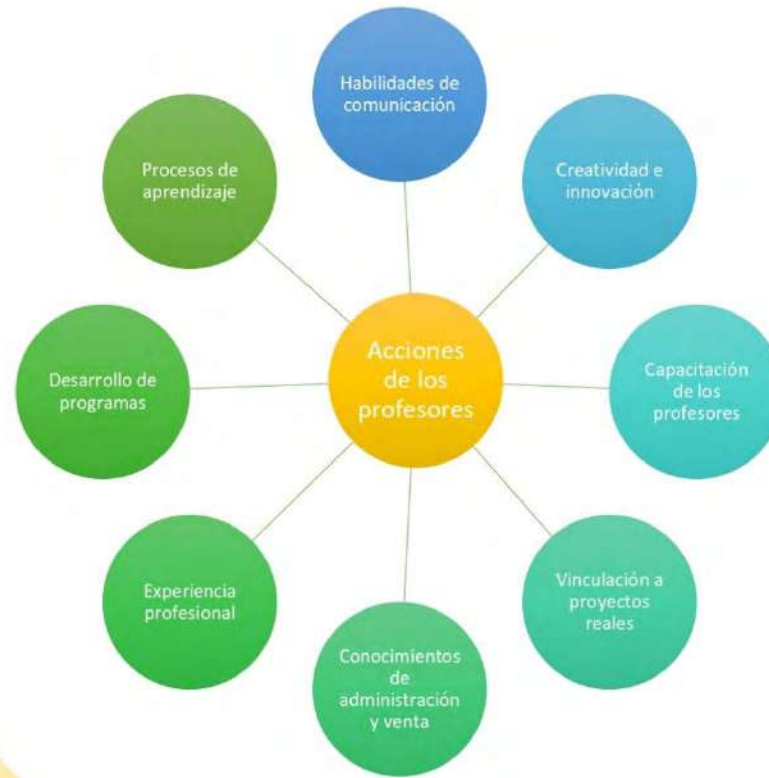 Habilidades de
comunicación
Creatividad e
innovación
Capacitación
de los
profesores
Vinculación a
proyectos
reales
Conocimientos
de
administración
y venta
Experiencia
profesional
Desarrollo de
programas
Procesos de
aprendizaje
Acciones
de los
profesores